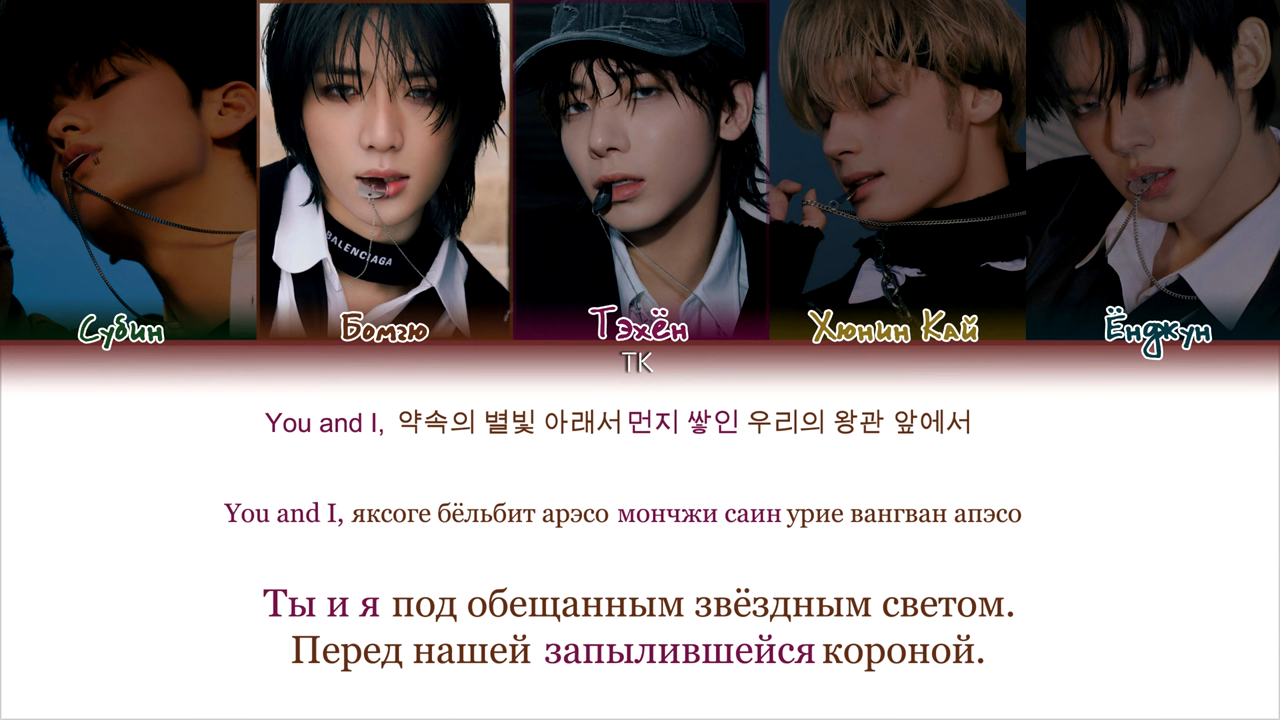 BALENCIAGA
Субин
Бомгю
Тэхён
Хюнин Кай
Ёнджун
TK
You and I, 약속의 별빛 아래서 먼지 쌓인 우리의 왕관 앞에서
You and I, яксоге бёльбит арэсо мончжи саин урие вангван апэсо
Ты и я под обещанным звёздным светом.
Перед нашей запылившейся короной.